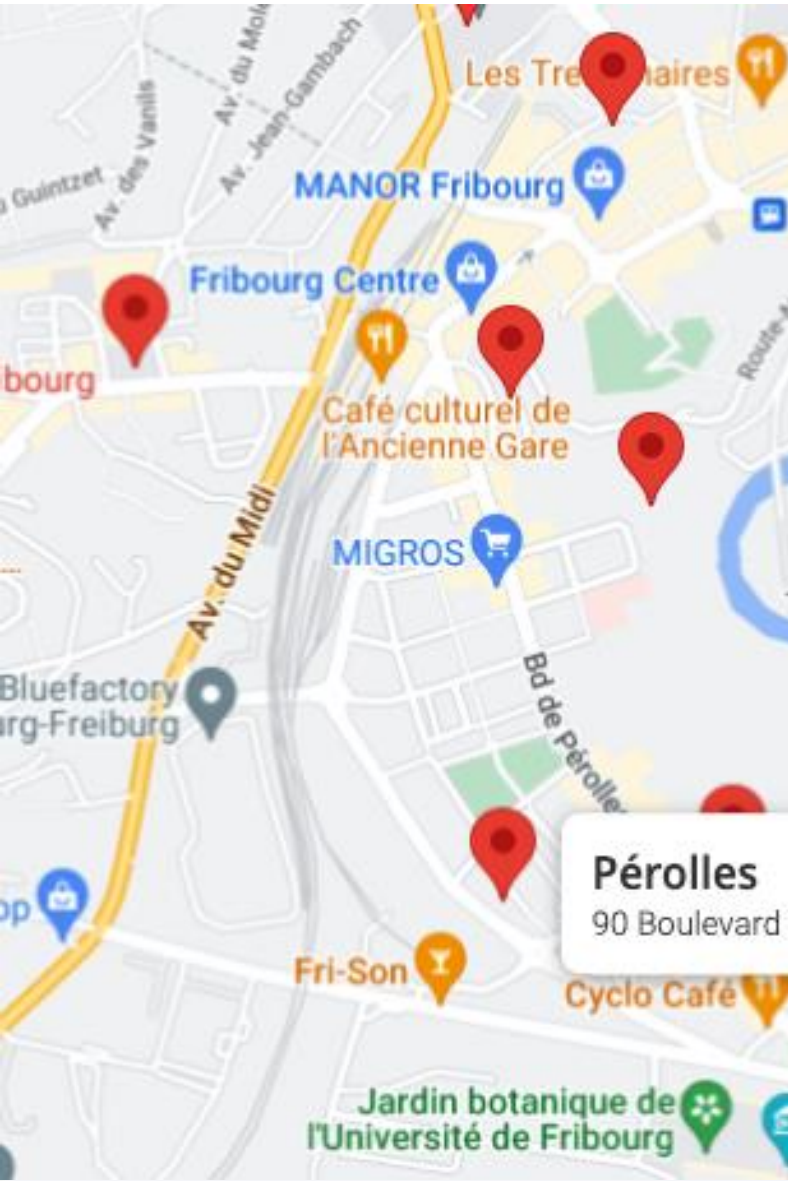 Av. du Mole
Av. Jean-Gambach
Av. des Vanils
Guintzet
Les Tre naires
MANOR Fribourg
Fribourg Centre
bourg
Café culturel de
l'Ancienne Gare
Route-
Av. du Midi
MIGROS
Bluefactory
urg-Freiburg
Bd de Pérolles
Pérolles
90 Boulevard
op
Fri-Son
Cyclo Café
Jardin botanique de
l'Université de Fribourg